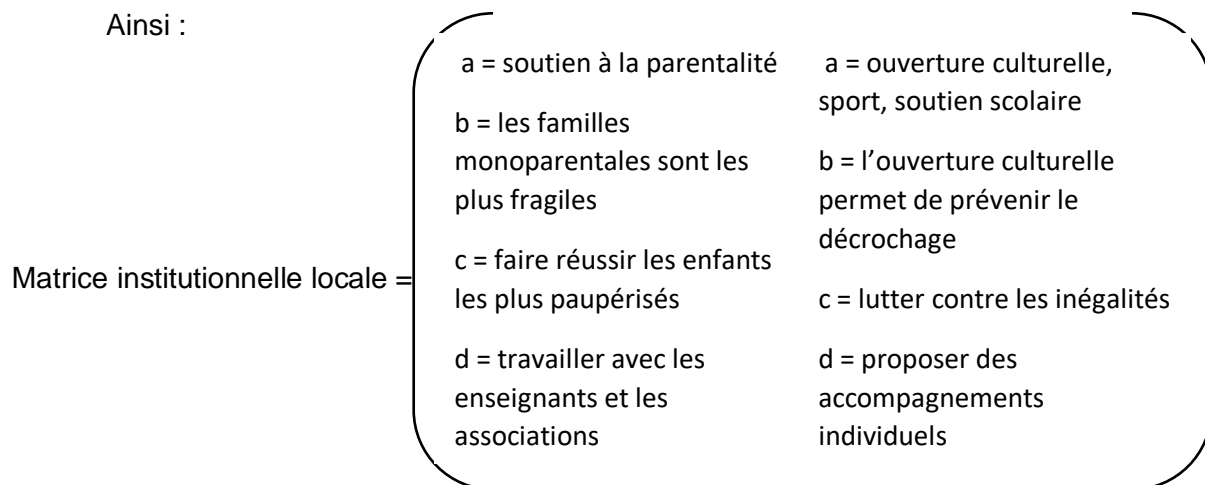 Ainsi :
Matrice institutionnelle locale =
a = soutien à la parentalité
b = les familles
monoparentales sont les
plus fragiles
c = faire réussir les enfants
les plus paupérisés
d = travailler avec les
enseignants et les
associations
a = ouverture culturelle,
sport, soutien scolaire
b = l’ouverture culturelle
permet de prévenir le
décrochage
c = lutter contre les inégalités
d = proposer des
accompagnements
individuels